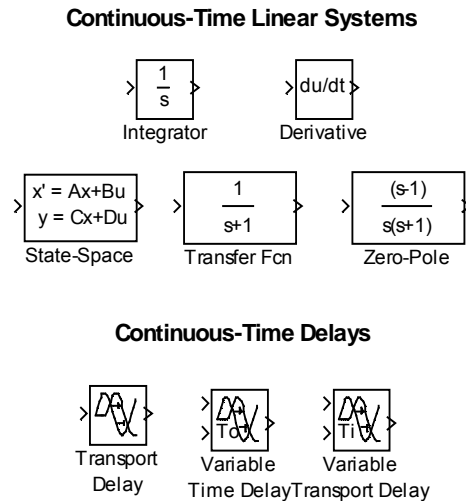 Continuous-Time Linear Systems
1
s
du/dt
Integrator
Derivative
x' = Ax+Bu
y = Cx+Du
1
s+1
(s-1)
s(s+1)
State-Space
Transfer Fcn
Zero-Pole
Continuous-Time Delays
To
Ti
Transport
Delay
Variable
Time Delay
Variable
Transport Delay